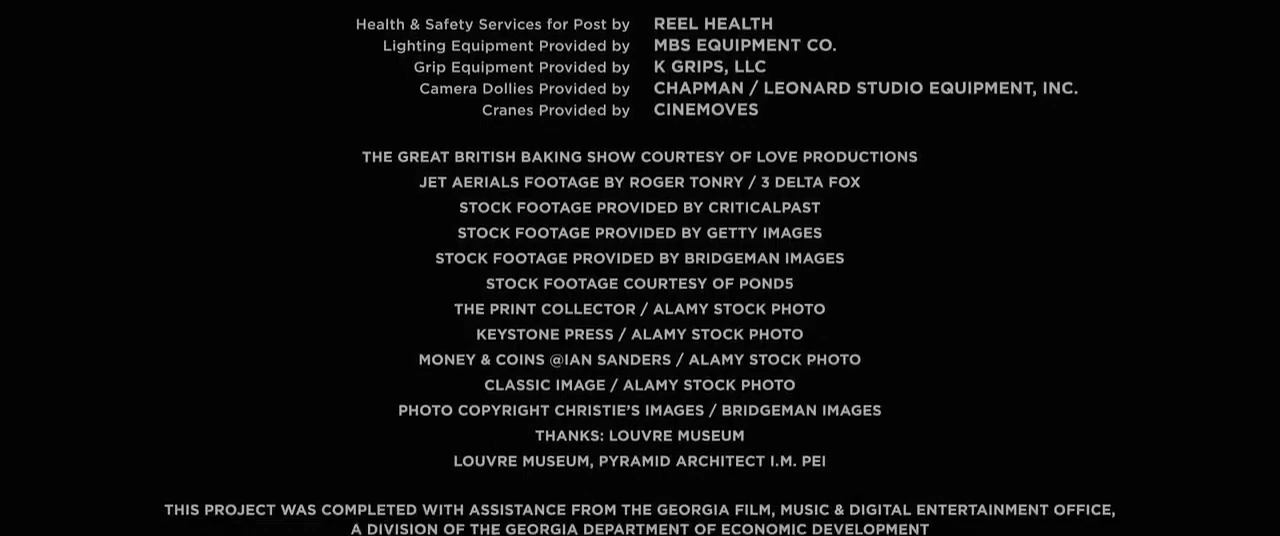 Health & Safety Services for Post by REEL HEALTH
Lighting Equipment Provided by MBS EQUIPMENT CO.
Grip Equipment Provided by K GRIPS, LLC
Camera Dollies Provided by CHAPMAN / LEONARD STUDIO EQUIPMENT, INC.
Cranes Provided by CINEMOVES
THE GREAT BRITISH BAKING SHOW COURTESY OF LOVE PRODUCTIONS
JET AERIALS FOOTAGE BY ROGER TONRY / 3 DELTA FOX
STOCK FOOTAGE PROVIDED BY CRITICALPAST
STOCK FOOTAGE PROVIDED BY GETTY IMAGES
STOCK FOOTAGE PROVIDED BY BRIDGEMAN IMAGES
STOCK FOOTAGE COURTESY OF POND5
THE PRINT COLLECTOR / ALAMY STOCK PHOTO
KEYSTONE PRESS / ALAMY STOCK PHOTO
MONEY & COINS @IAN SANDERS / ALAMY STOCK PHOTO
CLASSIC IMAGE / ALAMY STOCK PHOTO
PHOTO COPYRIGHT CHRISTIE'S IMAGES / BRIDGEMAN IMAGES
THANKS: LOUVRE MUSEUM
LOUVRE MUSEUM, PYRAMID ARCHITECT I.M. PEI
THIS PROJECT WAS COMPLETED WITH ASSISTANCE FROM THE GEORGIA FILM, MUSIC & DIGITAL ENTERTAINMENT OFFICE,
A DIVISION OF THE GEORGIA DEPARTMENT OF ECONOMIC DEVELOPMENT